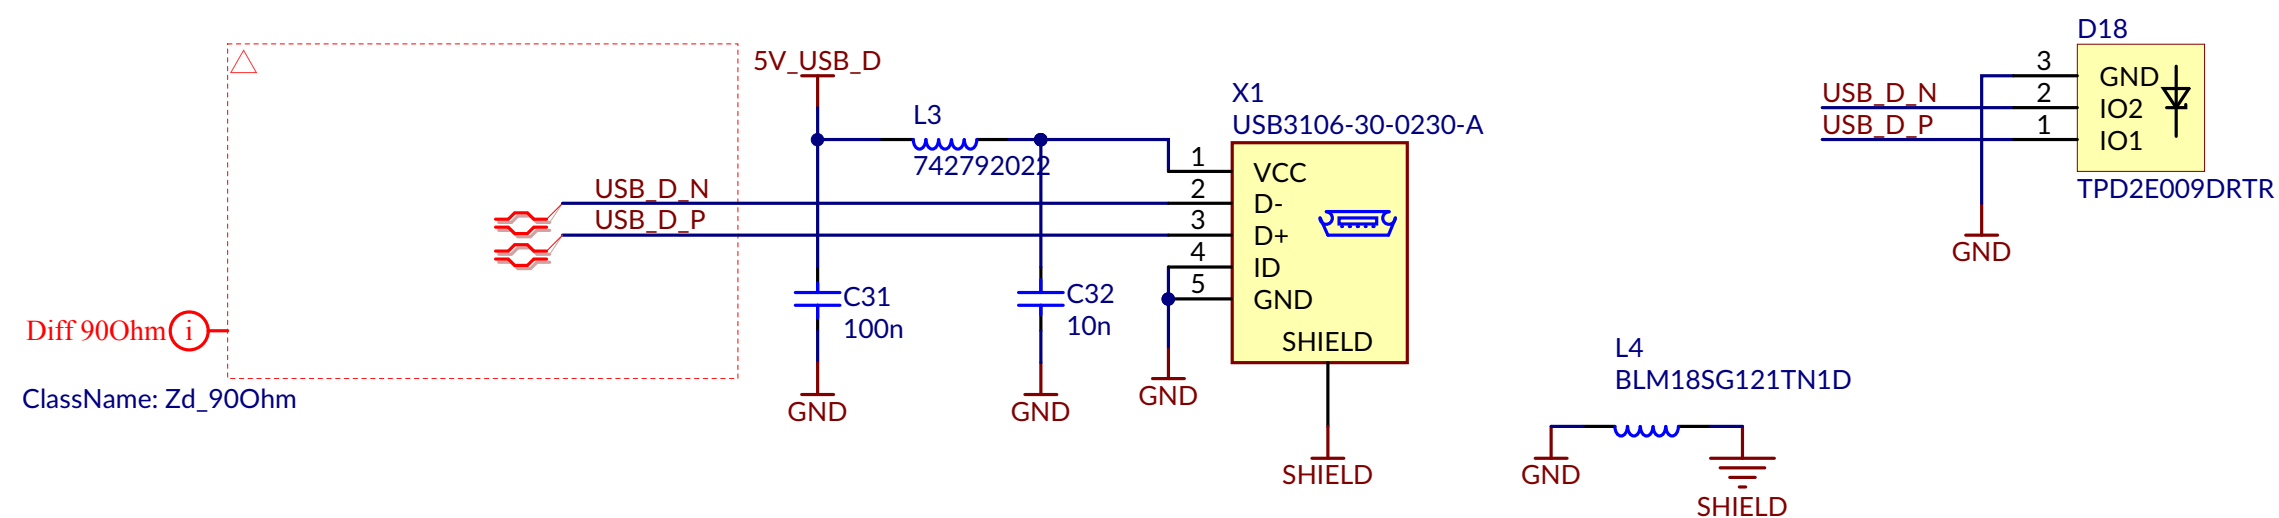 Diff 90Ohm
i
ClassName: Zd_90Ohm
USB_D_N
USB_D_P
5V_USB_D
L3
742792022
C31
100n
GND
C32
10n
GND
X1
USB3106-30-0230-A
1 VCC
2 D-
3 D+
4 ID
5 GND
SHIELD
GND
SHIELD
L4
BLM18SG121TN1D
GND
SHIELD
D18
3 GND
USB_D_N 2 IO2
USB_D_P 1 IO1
TPD2E009DRTR
GND